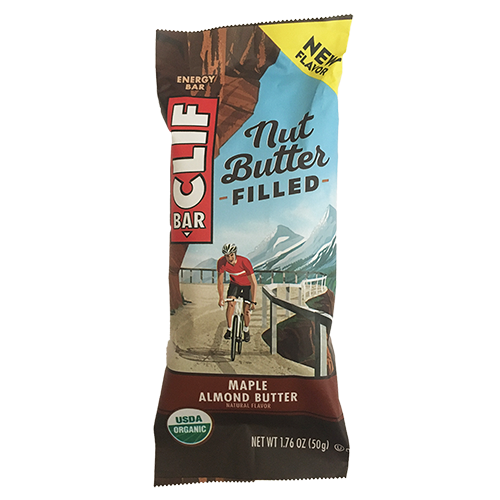 NEW
FLAVOR
ENERGY
BAR
CLIF
BAR
Nut
Butter
- FILLED -
MAPLE
ALMOND BUTTER
NATURAL FLAVOR
USDA
ORGANIC
NET WT 1.76 OZ (50g)